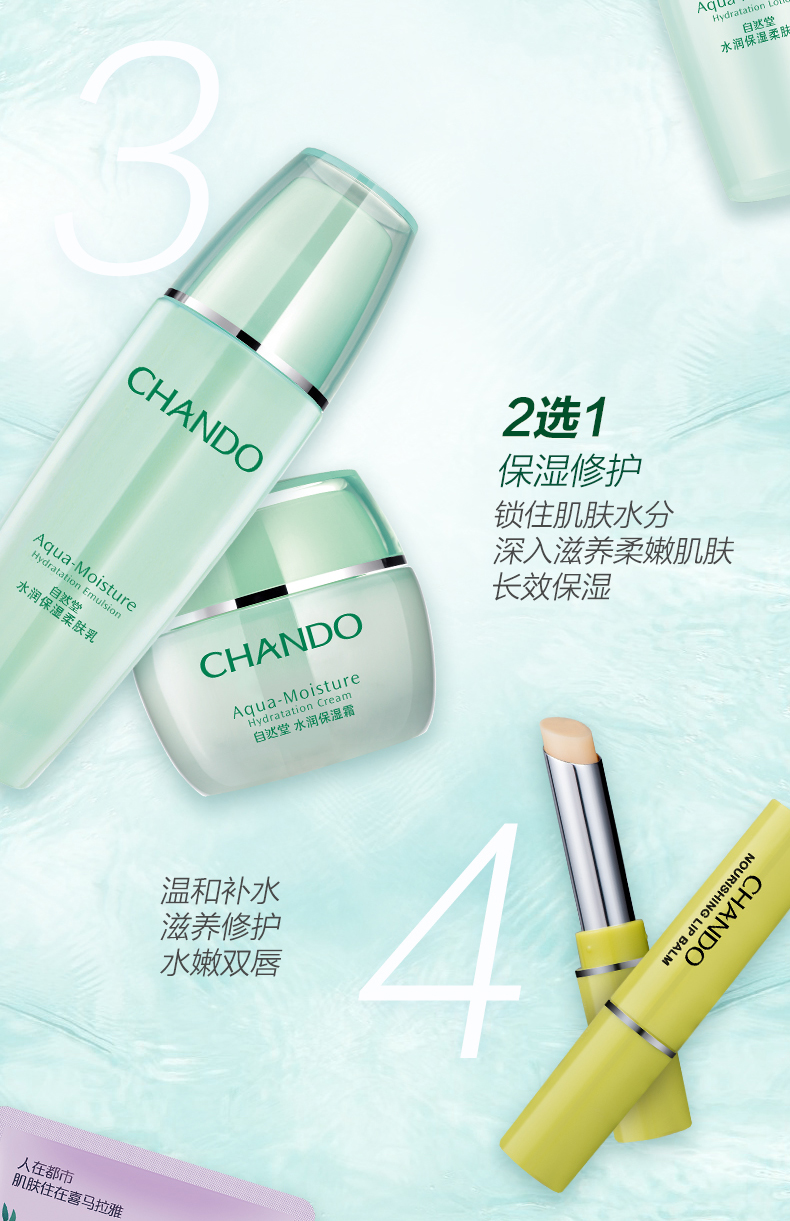 Hydratation Lotio
自然堂
水润保湿柔肤
3
CHANDO
Aqua-Moisture
Hydratation Emulsion
自然堂
水润保湿柔肤乳
2选1
保湿修护
锁住肌肤水分
深入滋养柔嫩肌肤
长效保湿
CHANDO
Aqua-Moisture
Hydratation Cream
自然堂 水润保湿霜
4
温和补水
滋养修护
水嫩双唇
CHANDO
NOURISHING LIP BALM
人在都市
肌肤住在喜马拉雅